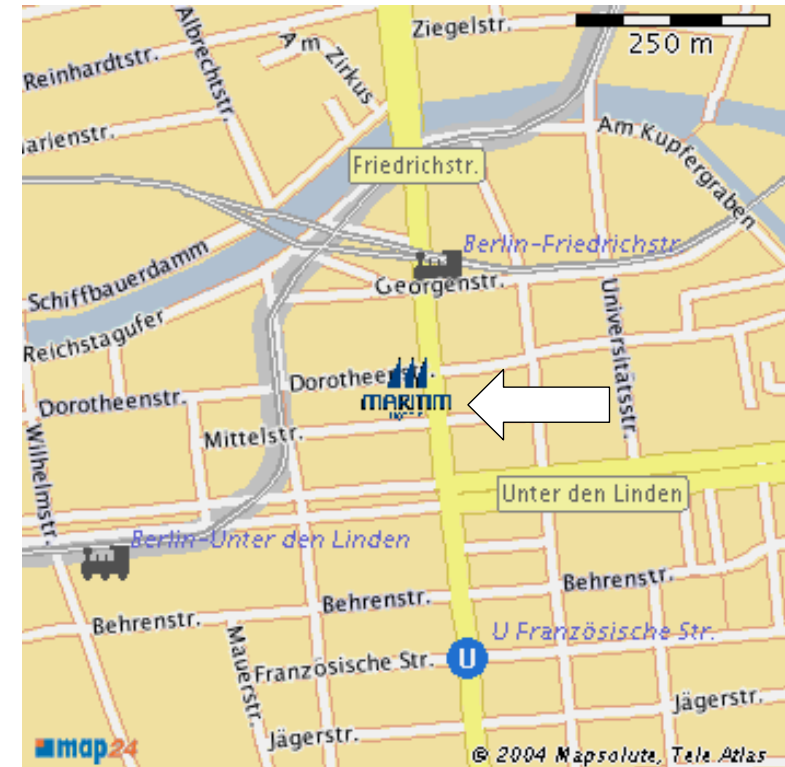 Ziegelstr.
250 m
Albrechtstr.
Am Zirkus
Reinhardtstr.
arienstr.
Am Kupfergraben
Friedrichstr.
Berlin-Friedrichstr.
Schiffbauerdamm
Georgenstr.
Universitätsstr.
Reichstagufer
Dorotheenstr.
MARITIM
Dorotheenstr.
Mittelstr.
Wilhelmstr.
Unter den Linden
Berlin-Unter den Linden
Behrenstr.
Behrenstr.
Behrenstr.
Mauerstr.
U Französische Str.
Französische Str.
U
Jägerstr.
Jägerstr.
map24
© 2004 Mapsolute, Tele Atlas